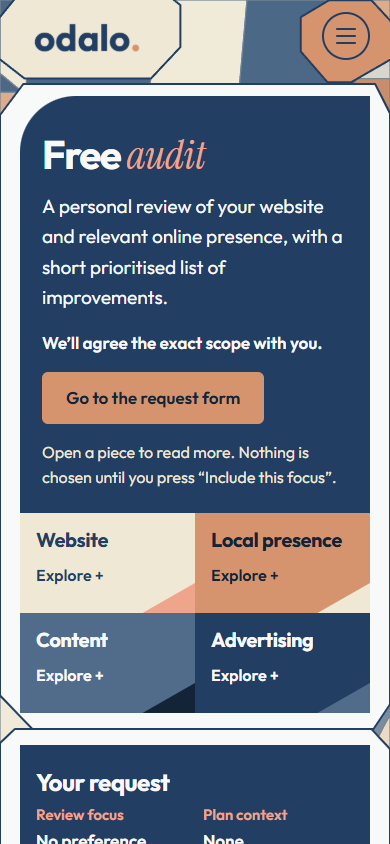 odalo.
Free audit
A personal review of your website
and relevant online presence, with a
short prioritised list of
improvements.
We’ll agree the exact scope with you.
Go to the request form
Open a piece to read more. Nothing is
chosen until you press “Include this focus”.
Website
Explore +
Local presence
Explore +
Content
Explore +
Advertising
Explore +
Your request
Review focus
No preference
Plan context
None